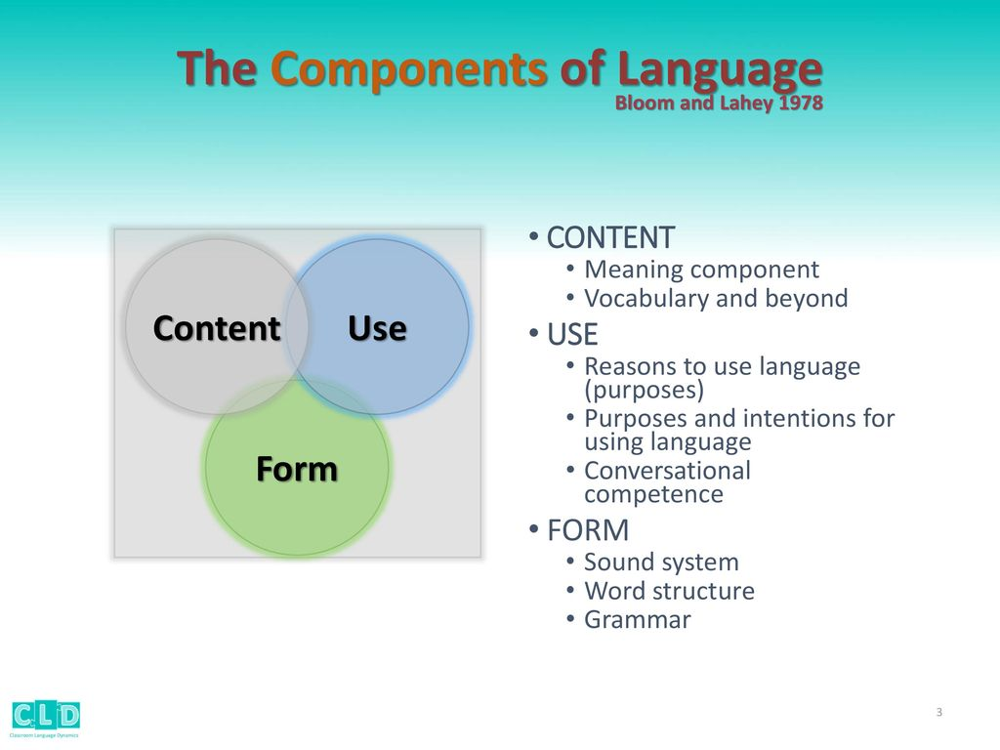 The Components of Language
Bloom and Lahey 1978
Content
Use
Form
• CONTENT
• Meaning component
• Vocabulary and beyond
• USE
• Reasons to use language
(purposes)
• Purposes and intentions for
using language
• Conversational
competence
• FORM
• Sound system
• Word structure
• Grammar
CLD
Classroom Language Dynamics
3